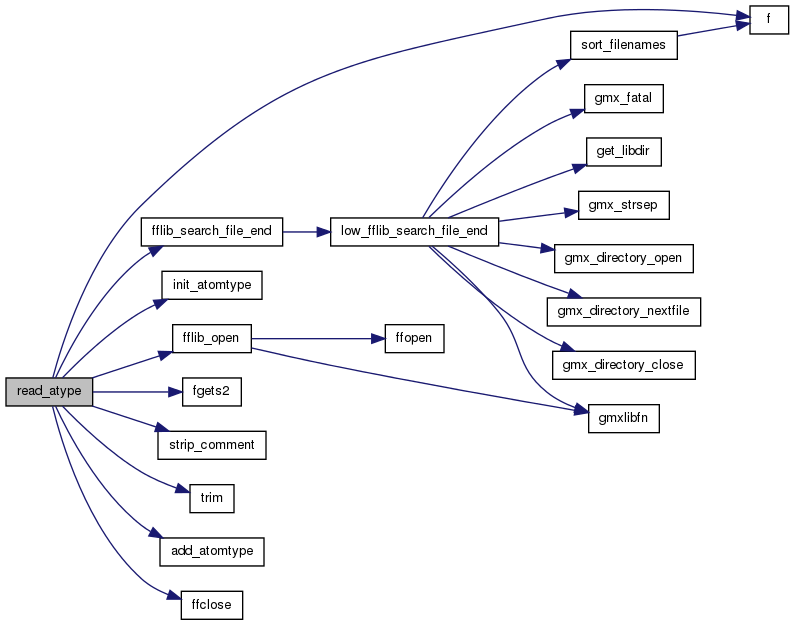 f
sort_filenames
gmx_fatal
get_libdir
gmx_strsep
fflib_search_file_end
low_fflib_search_file_end
gmx_directory_open
init_atomtype
gmx_directory_nextfile
fflib_open
ffopen
gmx_directory_close
read_atype
fgets2
gmxlibfn
strip_comment
trim
add_atomtype
ffclose